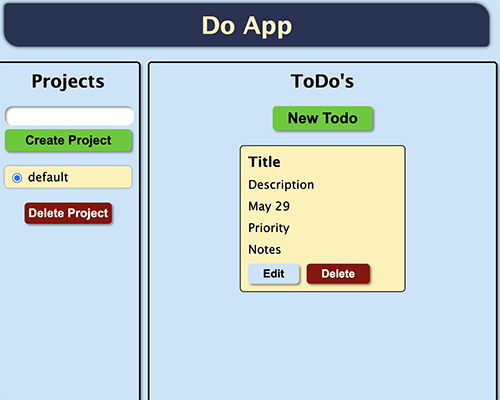 Do App
Projects
Create Project
default
Delete Project
ToDo's
New Todo
Title
Description
May 29
Priority
Notes
Edit Delete